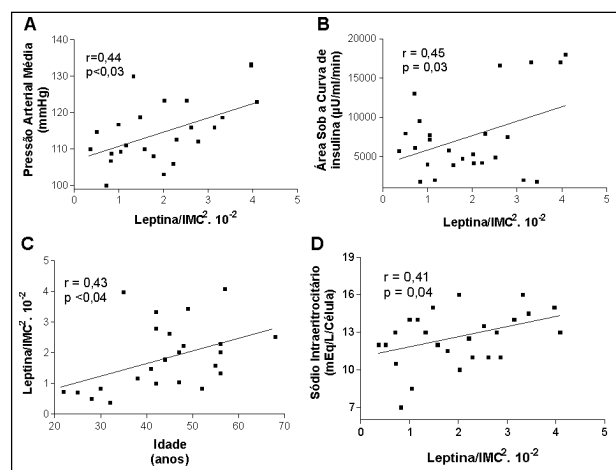 A
r=0,44
p<0,03
Pressão Arterial Média
(mmHg)
140
130
120
110
100
0
1
2
3
4
5
Leptina/IMC². 10⁻²
B
r = 0,45
p = 0,03
Área Sob a Curva de
insulina (µU/ml/min)
20000
15000
10000
5000
0
1
2
3
4
5
Leptina/IMC². 10⁻²
C
r = 0,43
p <0,04
Leptina/IMC². 10⁻²
5
4
3
2
1
0
20
30
40
50
60
70
Idade
(anos)
D
r = 0,41
p = 0,04
Sódio Intraeritrocitário
(mEq/L/Célula)
19
16
13
10
7
0
1
2
3
4
5
Leptina/IMC². 10⁻²